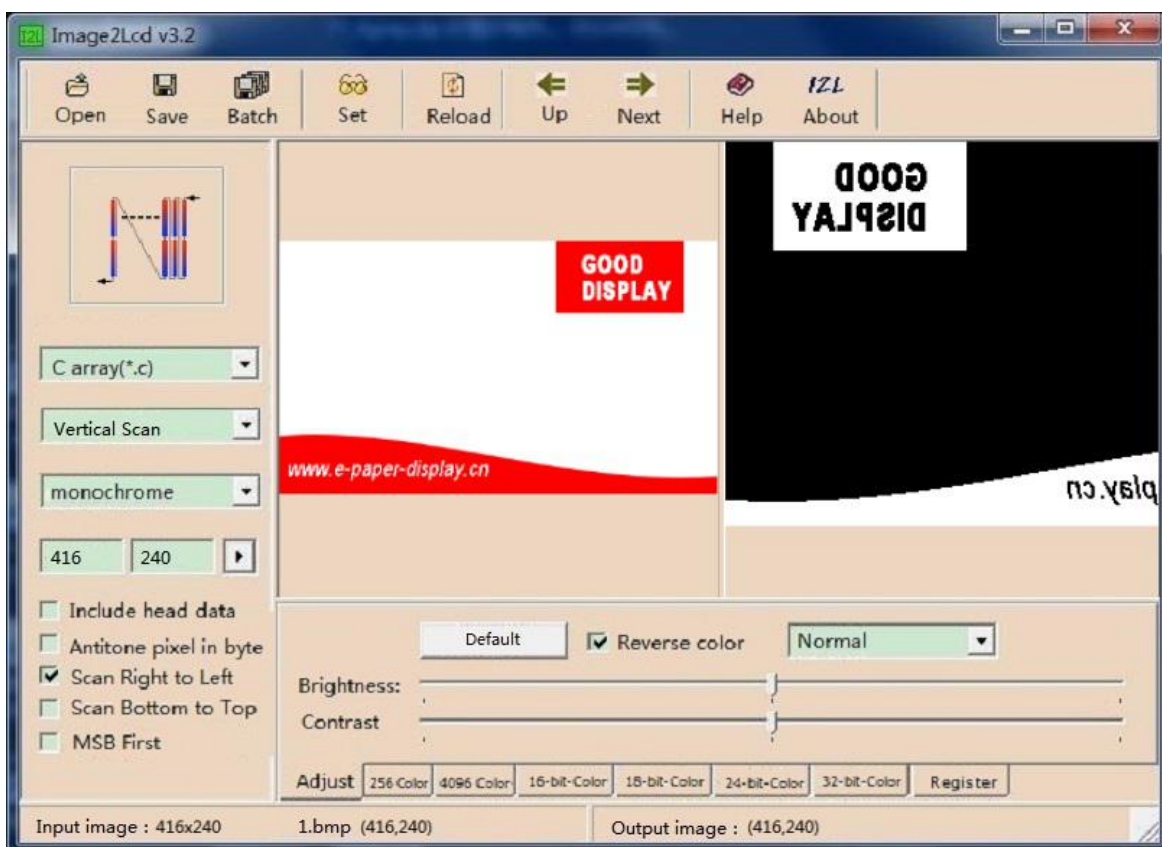 I2L Image2Lcd v3.2
Open Save Batch Set Reload Up Next Help About
I2L
GOOD
DISPLAY
www.e-paper-display.cn
GOOD
DISPLAY
play.cn
C array(*.c)
Vertical Scan
monochrome
416 240
Include head data
Antitone pixel in byte
Scan Right to Left
Scan Bottom to Top
MSB First
Default Reverse color Normal
Brightness:
Contrast
Adjust 256 Color 4096 Color 16-bit-Color 18-bit-Color 24-bit-Color 32-bit-Color Register
Input image : 416x240 1.bmp (416,240) Output image : (416,240)